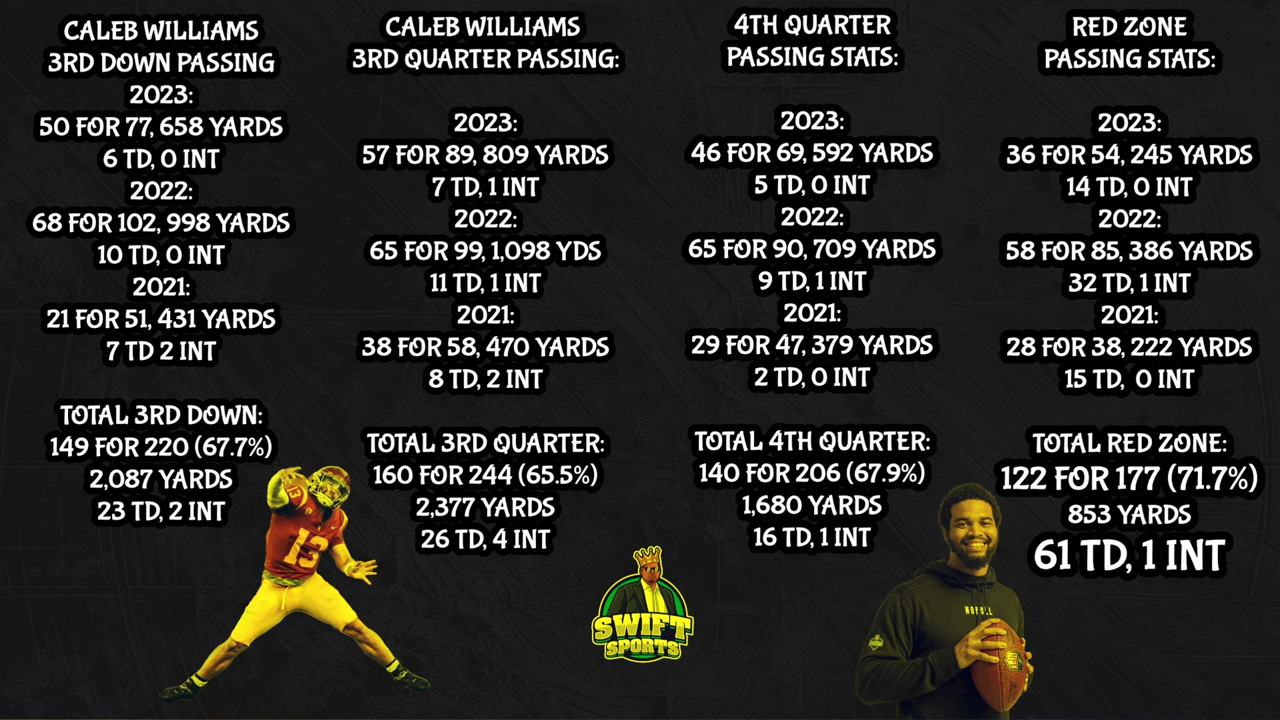 CALEB WILLIAMS
3RD DOWN PASSING
2023:
50 FOR 77, 658 YARDS
6 TD, 0 INT
2022:
68 FOR 102, 998 YARDS
10 TD, 0 INT
2021:
21 FOR 51, 431 YARDS
7 TD 2 INT
TOTAL 3RD DOWN:
149 FOR 220 (67.7%)
2,087 YARDS
23 TD, 2 INT
CALEB WILLIAMS
3RD QUARTER PASSING:
2023:
57 FOR 89, 809 YARDS
7 TD, 1 INT
2022:
65 FOR 99, 1,098 YDS
11 TD, 1 INT
2021:
38 FOR 58, 470 YARDS
8 TD, 2 INT
TOTAL 3RD QUARTER:
160 FOR 244 (65.5%)
2,377 YARDS
26 TD, 4 INT
4TH QUARTER
PASSING STATS:
2023:
46 FOR 69, 592 YARDS
5 TD, 0 INT
2022:
65 FOR 90, 709 YARDS
9 TD, 1 INT
2021:
29 FOR 47, 379 YARDS
2 TD, 0 INT
TOTAL 4TH QUARTER:
140 FOR 206 (67.9%)
1,680 YARDS
16 TD, 1 INT
RED ZONE
PASSING STATS:
2023:
36 FOR 54, 245 YARDS
14 TD, 0 INT
2022:
58 FOR 85, 386 YARDS
32 TD, 1 INT
2021:
28 FOR 38, 222 YARDS
15 TD, 0 INT
TOTAL RED ZONE:
122 FOR 177 (71.7%)
853 YARDS
61 TD, 1 INT
13
SWIFT
SPORTS